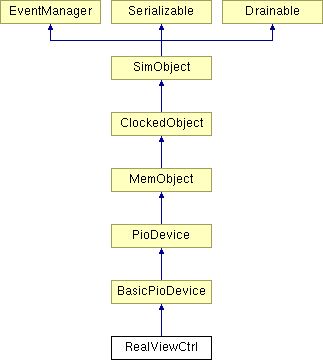 EventManager Serializable Drainable
SimObject
ClockedObject
MemObject
PioDevice
BasicPioDevice
RealViewCtrl